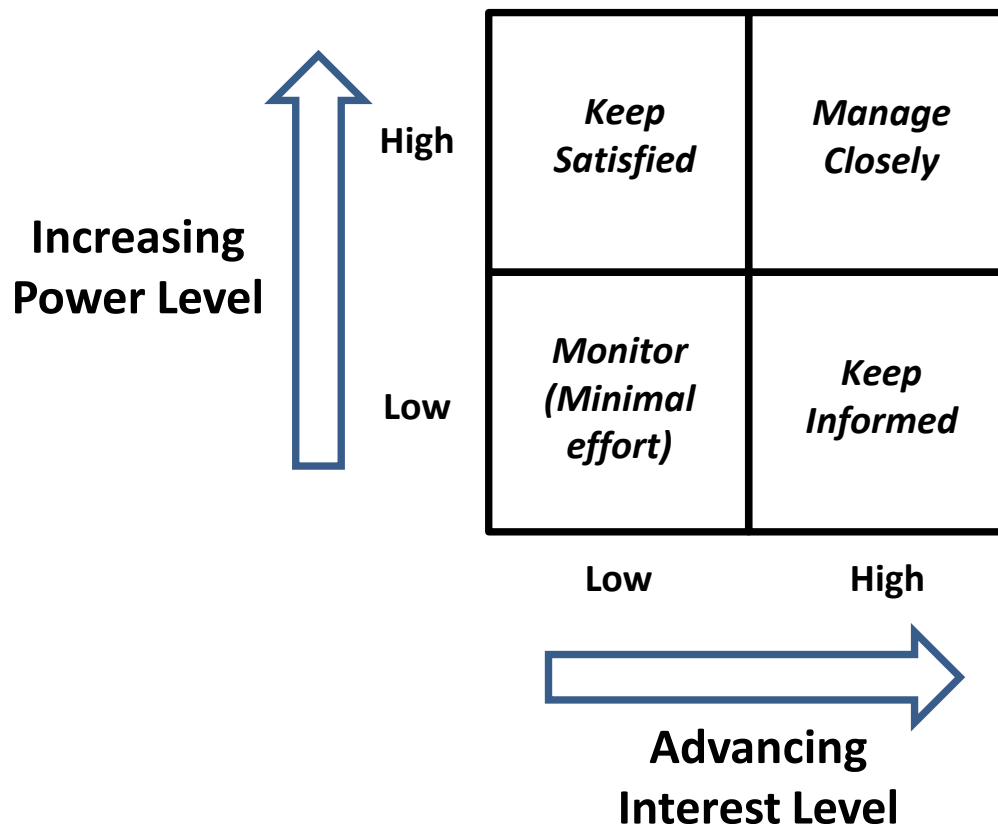 Increasing
Power Level
High
Low
Keep
Satisfied
Manage
Closely
Monitor
(Minimal
effort)
Keep
Informed
Low
High
Advancing
Interest Level